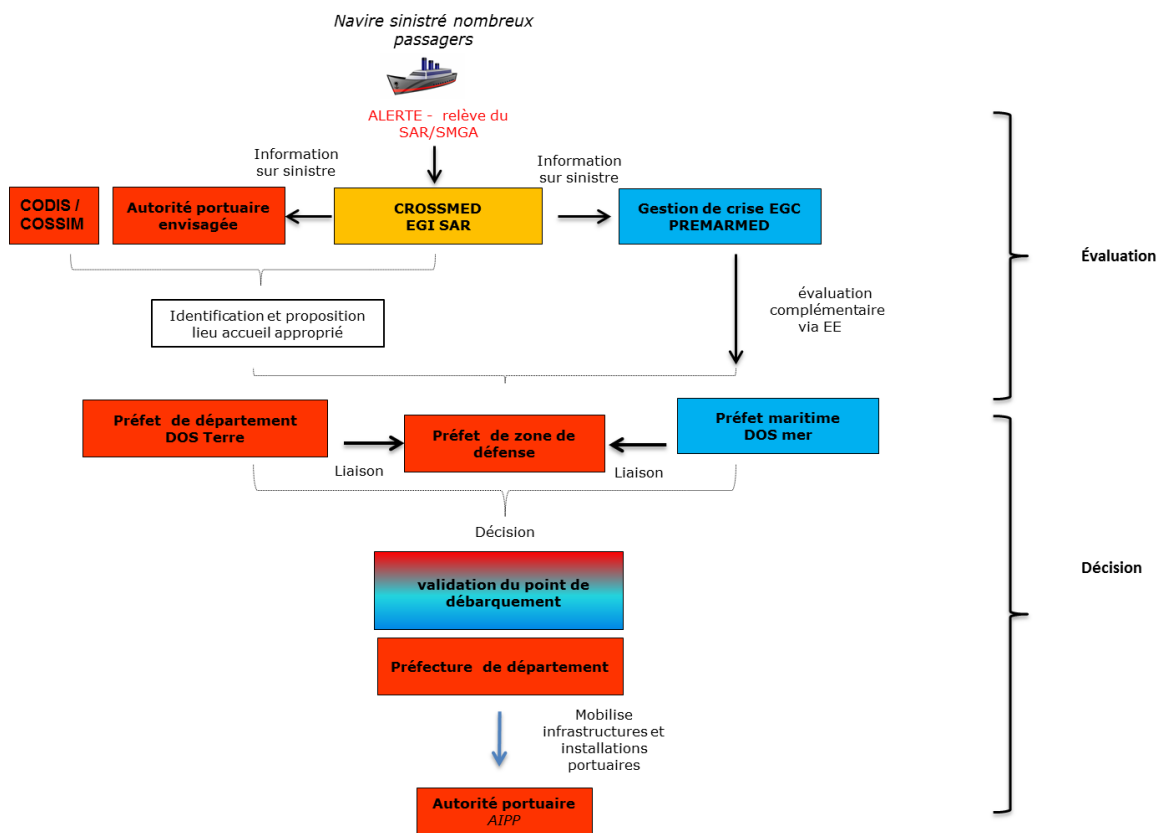 Navire sinistré nombreux
passagers
ALERTE - relève du
SAR/SMGA
Information
sur sinistre
Information
sur sinistre
CODIS /
COSSIM
Autorité portuaire
envisagée
CROSSMED
EGI SAR
Gestion de crise EGC
PREMARMED
Évaluation
Identification et proposition
lieu accueil approprié
évaluation
complémentaire
via EE
Préfet de département
DOS Terre
Préfet de zone de
défense
Préfet maritime
DOS mer
Liaison
Liaison
Décision
validation du point de
débarquement
Décision
Préfecture de département
Mobilise
infrastructures et
installations
portuaires
Autorité portuaire
AIPP